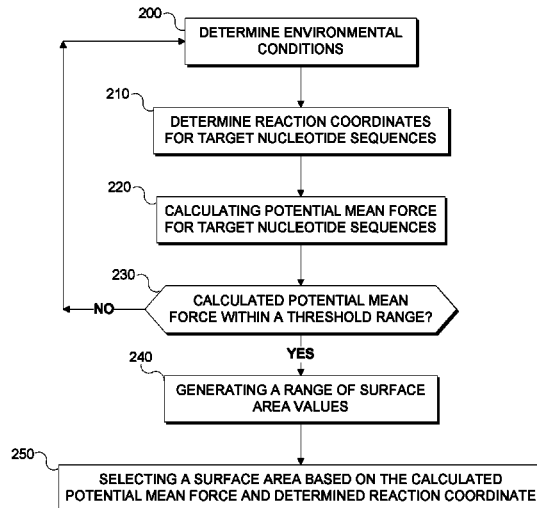 200
DETERMINE ENVIRONMENTAL
CONDITIONS
210
DETERMINE REACTION COORDINATES
FOR TARGET NUCLEOTIDE SEQUENCES
220
CALCULATING POTENTIAL MEAN FORCE
FOR TARGET NUCLEOTIDE SEQUENCES
230
CALCULATED POTENTIAL MEAN
FORCE WITHIN A THRESHOLD RANGE?
NO
YES
240
GENERATING A RANGE OF SURFACE
AREA VALUES
250
SELECTING A SURFACE AREA BASED ON THE CALCULATED
POTENTIAL MEAN FORCE AND DETERMINED REACTION COORDINATE